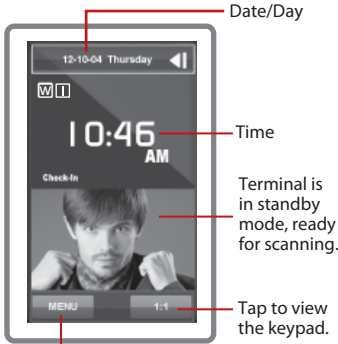 Date/Day
12-10-04 Thursday
W I
10:46
AM
Time
Check-In
Terminal is
in standby
mode, ready
for scanning.
MENU
1:1
Tap to view
the keypad.